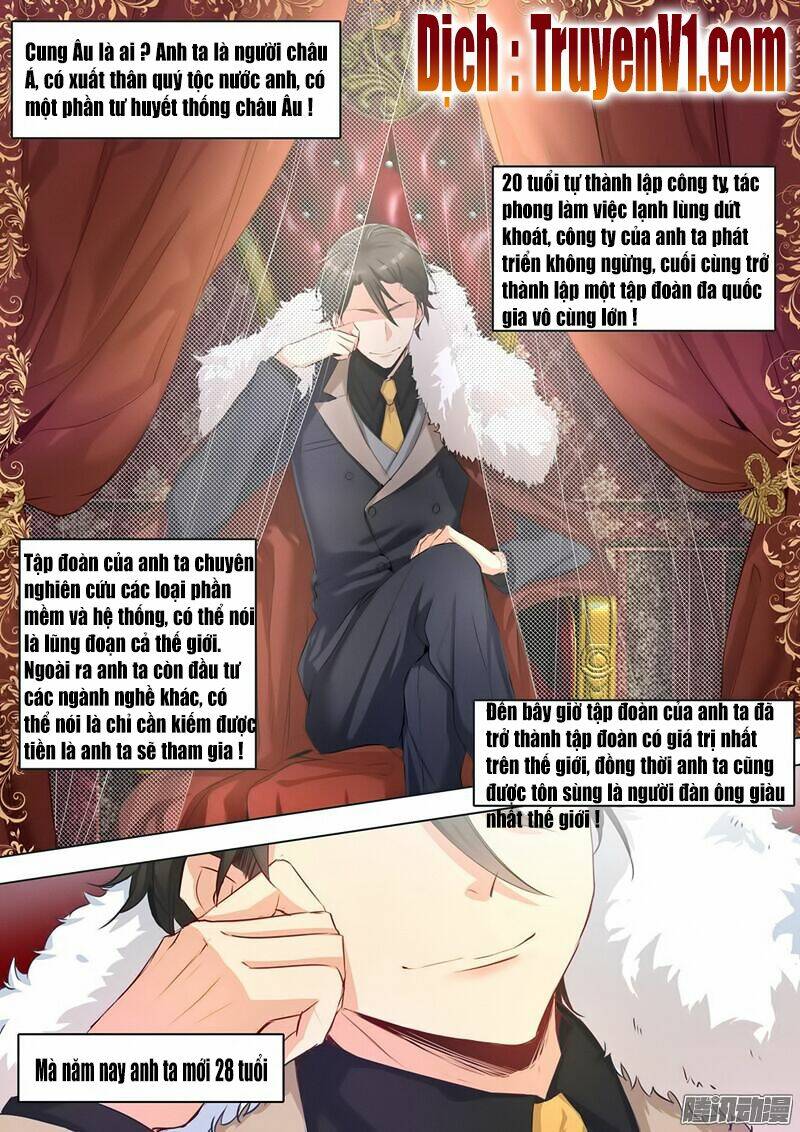 Cung Âu là ai ? Anh ta là người châu
Á, có xuất thân quý tộc nước anh, có
một phần tư huyết thống châu Âu !
Dịch : TruyenV1.com
20 tuổi tự thành lập công ty, tác
phong làm việc lạnh lùng dứt
khoát, công ty của anh ta phát
triển không ngừng, cuối cùng trở
thành lập một tập đoàn đa quốc
gia vô cùng lớn !
Tập đoàn của anh ta chuyên
nghiên cứu các loại phần
mềm và hệ thống, có thể nói
là lũng đoạn cả thế giới.
Ngoài ra anh ta còn đầu tư
các ngành nghề khác, có
thể nói là chỉ cần kiếm được
tiền là anh ta sẽ tham gia !
Đến bây giờ tập đoàn của anh ta đã
trở thành tập đoàn có giá trị nhất
trên thế giới, đồng thời anh ta cũng
được tôn sùng là người đàn ông giàu
nhất thế giới !
Mà năm nay anh ta mới 28 tuổi
腾讯动漫